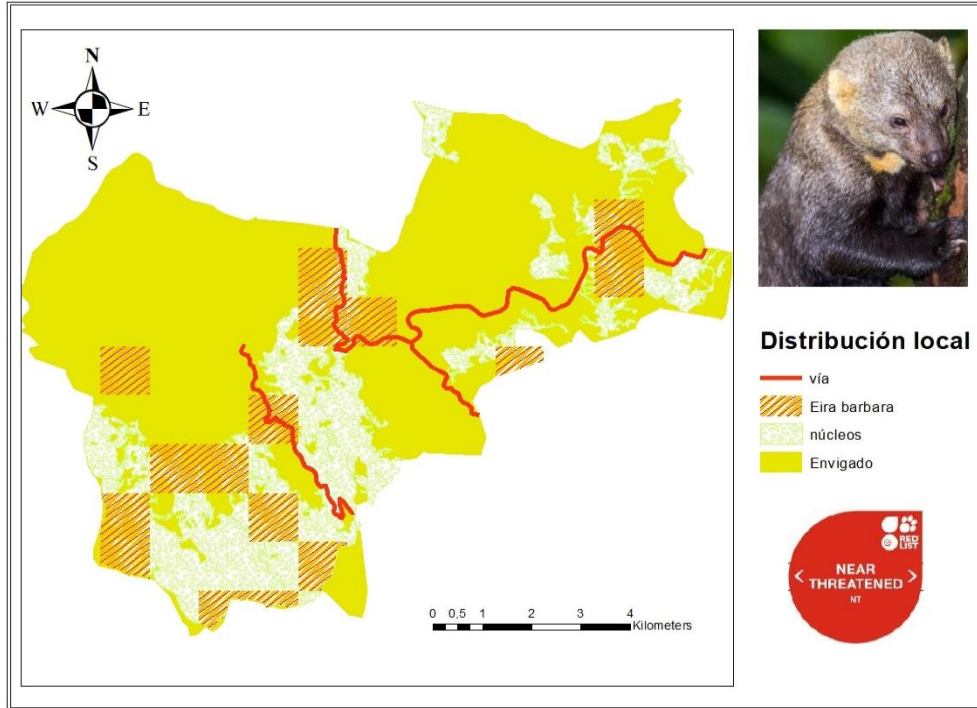 N
W E
S
Distribución local
vía
Eira barbara
núcleos
Envigado
RED
LIST
< NEAR >
THREATENED
NT
0 0,5 1 2 3 4
Kilometers